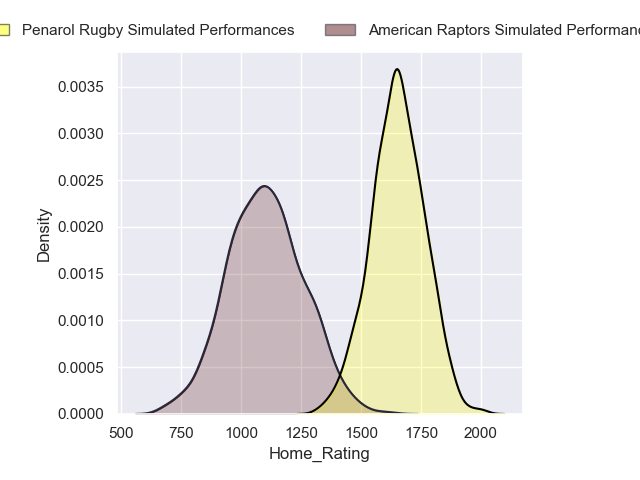 Penarol Rugby Simulated Performances
American Raptors Simulated
0.0035
0.0030
0.0025
0.0020
0.0015
0.0010
0.0005
0.0000
Density
500 750 1000 1250 1500 1750 2000
Home_Rating